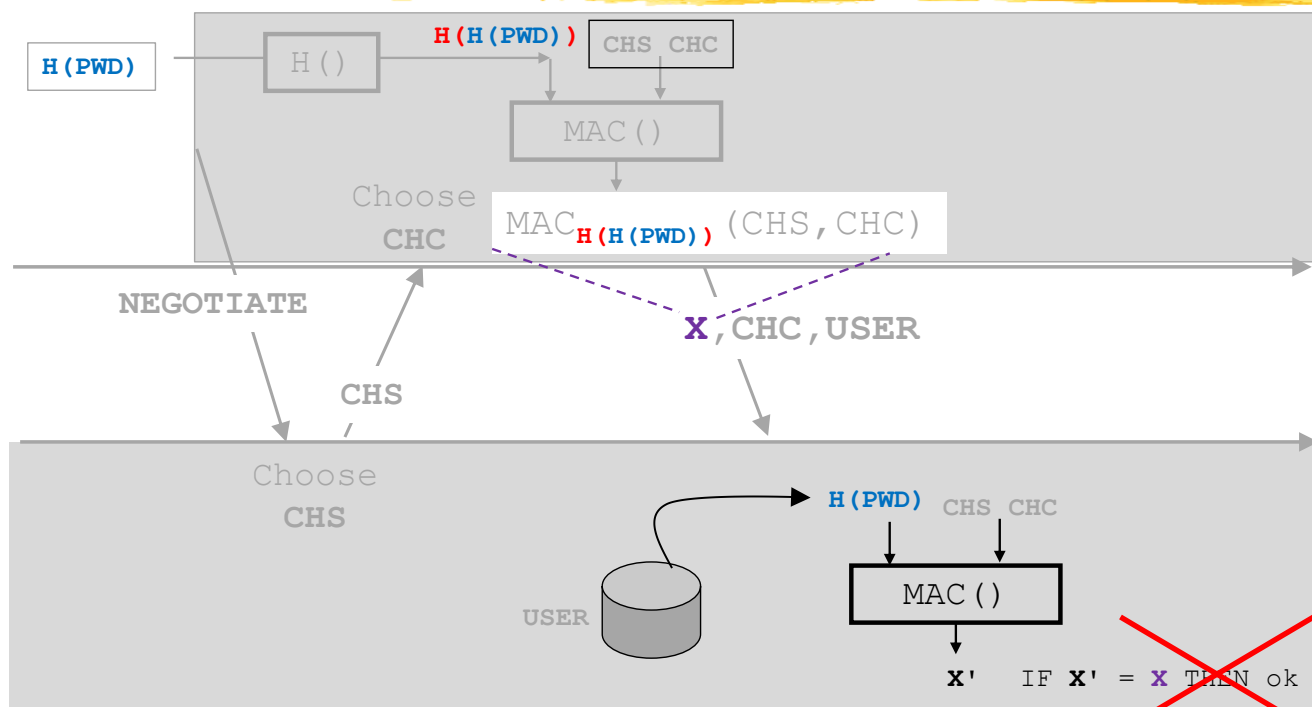 H(H(PWD)) CHS CHC
H(PWD) H()
MAC()
Choose
CHC
MAC H(H(PWD)) (CHS,CHC)
NEGOTIATE
X,CHC,USER
CHS
Choose
CHS
H(PWD) CHS CHC
MAC()
USER
X' IF X' = X THEN ok